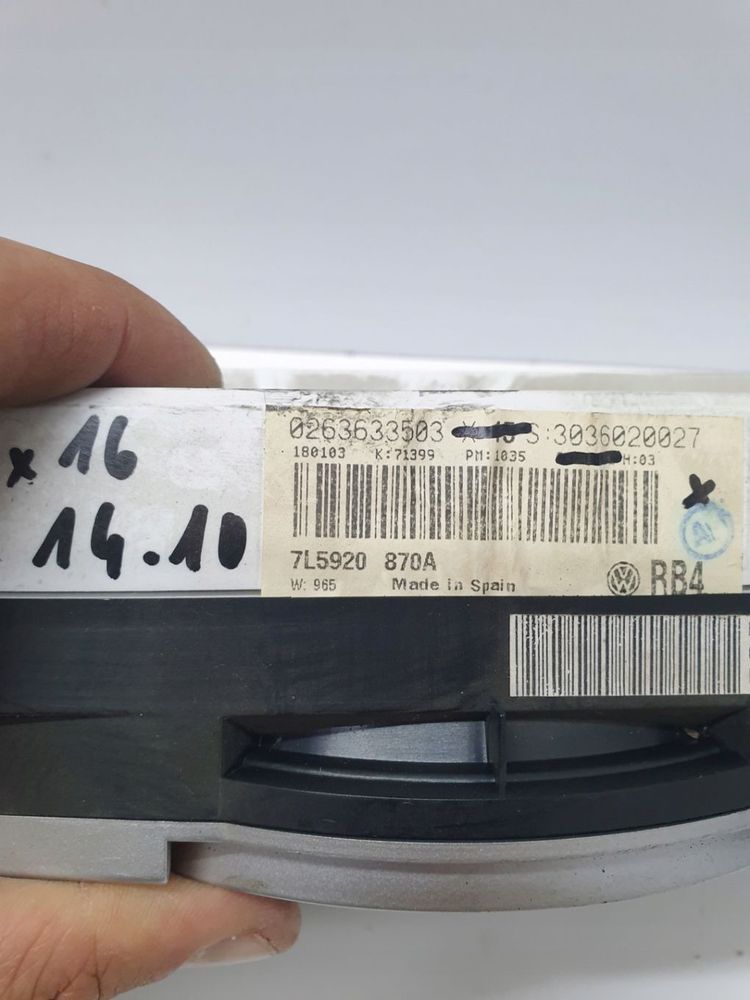 x 16
14.10
0263633503 S:3036020027
180103 K:71399 PM:1035 H:03
7L5920 870A
W: 965 Made in Spain RB4